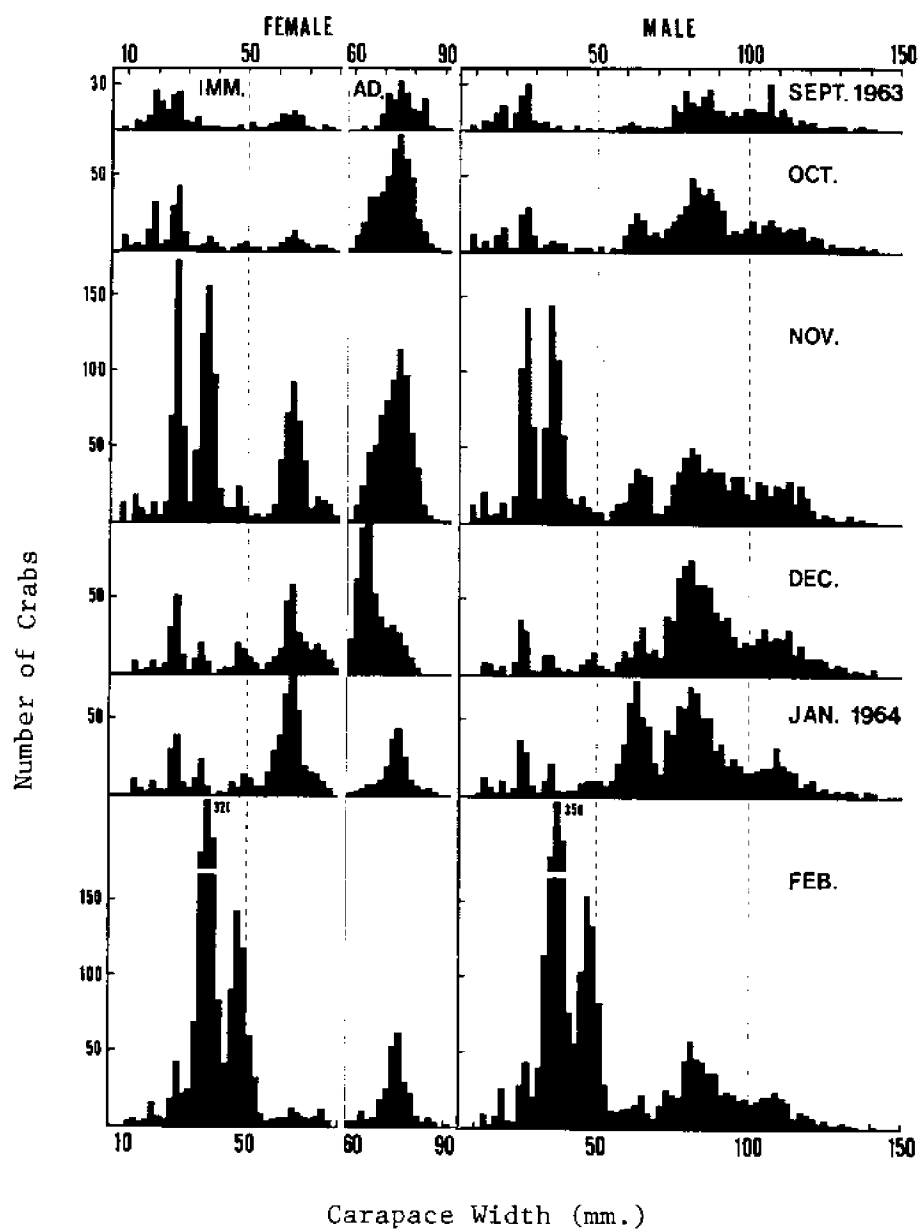 FEMALE MALE
10 50 60 90 50 100 150
30 IMM. AD. SEPT. 1963
50 OCT.
150
NOV.
100
50
DEC.
50
JAN. 1964
50
320 350
FEB.
150
100
50
10 50 60 90 50 100 150
Number of Crabs
Carapace Width (mm.)